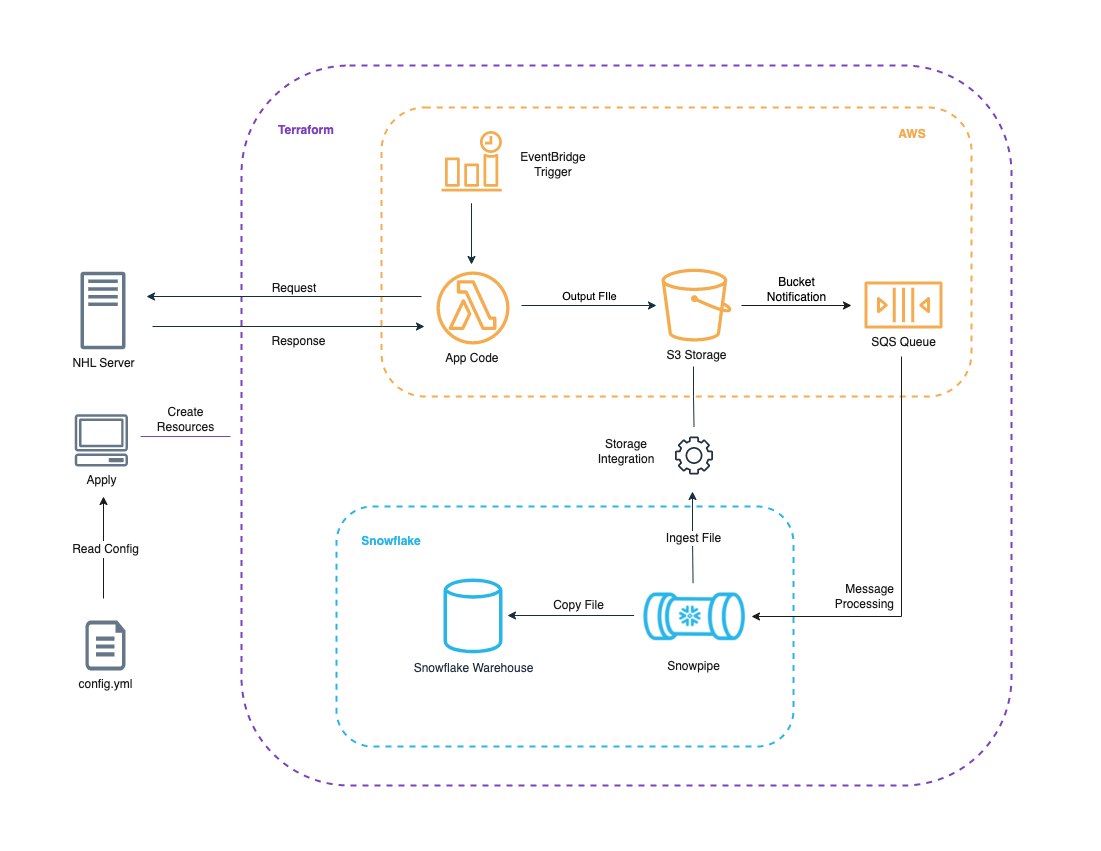 Terraform
AWS
EventBridge
Trigger
Request
Response
NHL Server
App Code
Output FIle
S3 Storage
Bucket
Notification
SQS Queue
Create
Resources
Apply
Read Config
config.yml
Storage
Integration
Snowflake
Ingest File
Message
Processing
Copy File
Snowflake Warehouse
Snowpipe